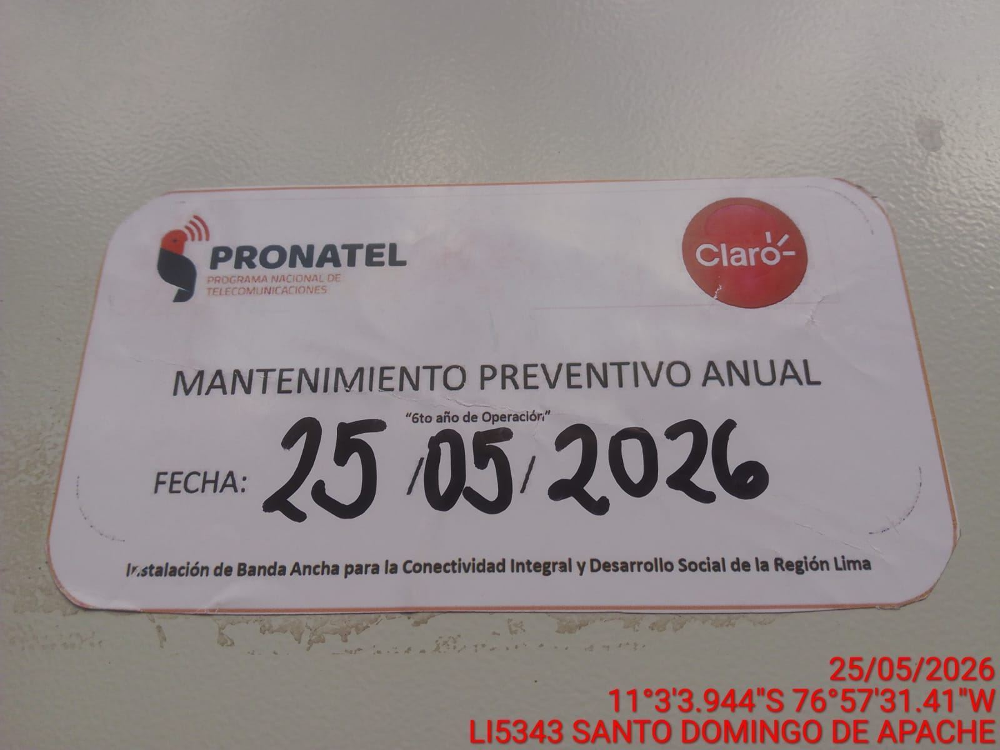 PRONATEL
PROGRAMA NACIONAL DE
TELECOMUNICACIONES
Claro
MANTENIMIENTO PREVENTIVO ANUAL
"6to año de Operación"
FECHA: 25/05/2026
Instalación de Banda Ancha para la Conectividad Integral y Desarrollo Social de la Región Lima
25/05/2026
11°3'3.944"S 76°57'31.41"W
LI5343 SANTO DOMINGO DE APACHE